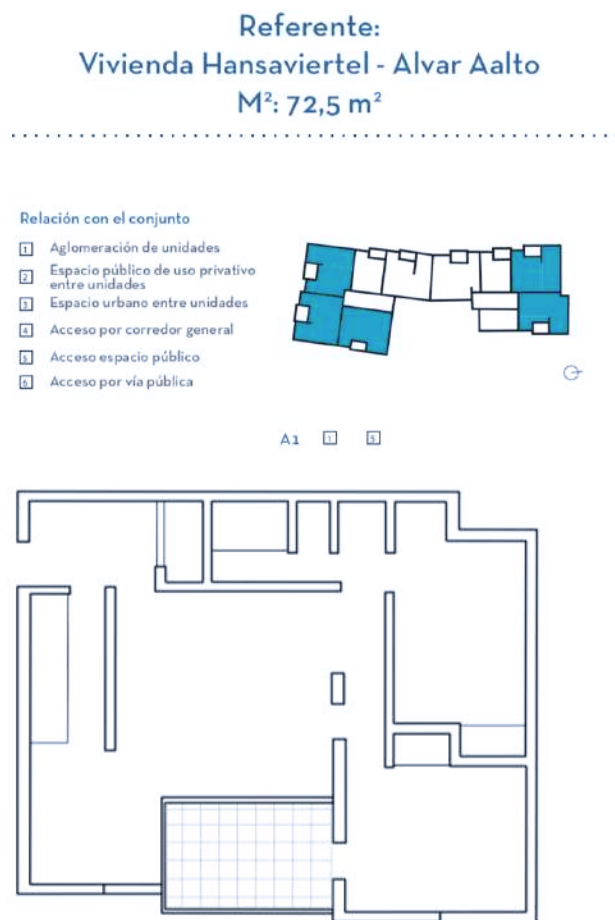 Referente:
Vivienda Hansaviertel - Alvar Aalto
M²: 72,5 m²
Relación con el conjunto
1 Aglomeración de unidades
2 Espacio público de uso privativo
entre unidades
3 Espacio urbano entre unidades
4 Acceso por corredor general
5 Acceso espacio público
6 Acceso por vía pública
A1 1